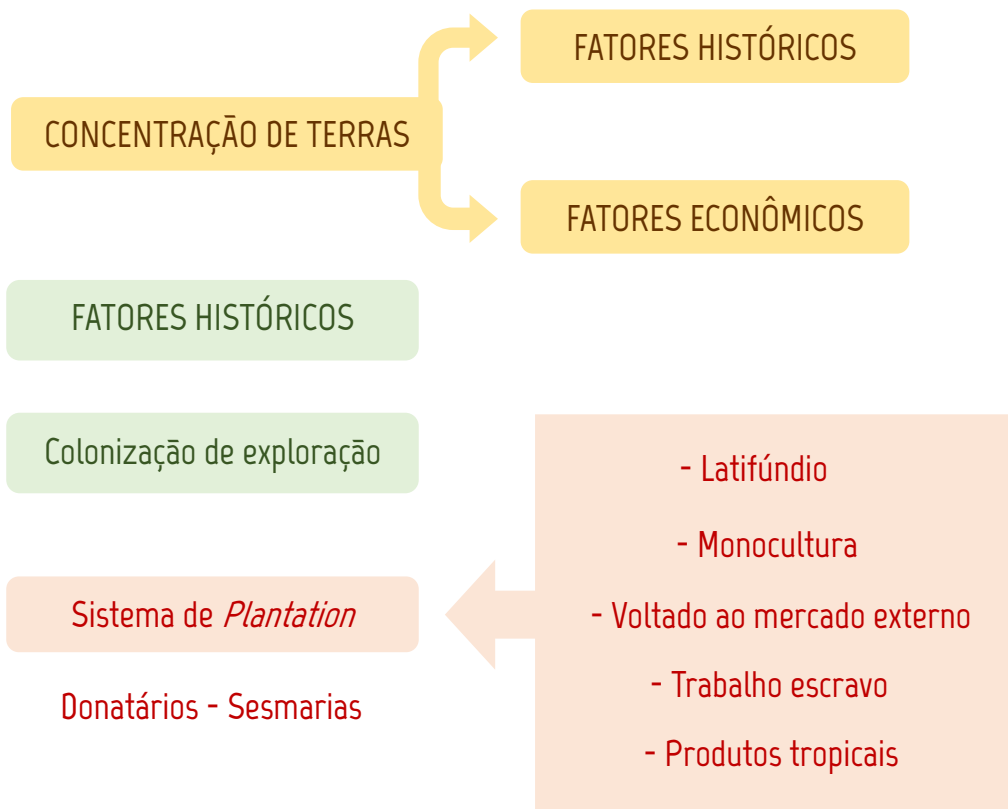 CONCENTRAÇÃO DE TERRAS
FATORES HISTÓRICOS
FATORES ECONÔMICOS
FATORES HISTÓRICOS
Colonização de exploração
Sistema de Plantation
Donatários - Sesmarias
- Latifúndio
- Monocultura
- Voltado ao mercado externo
- Trabalho escravo
- Produtos tropicais